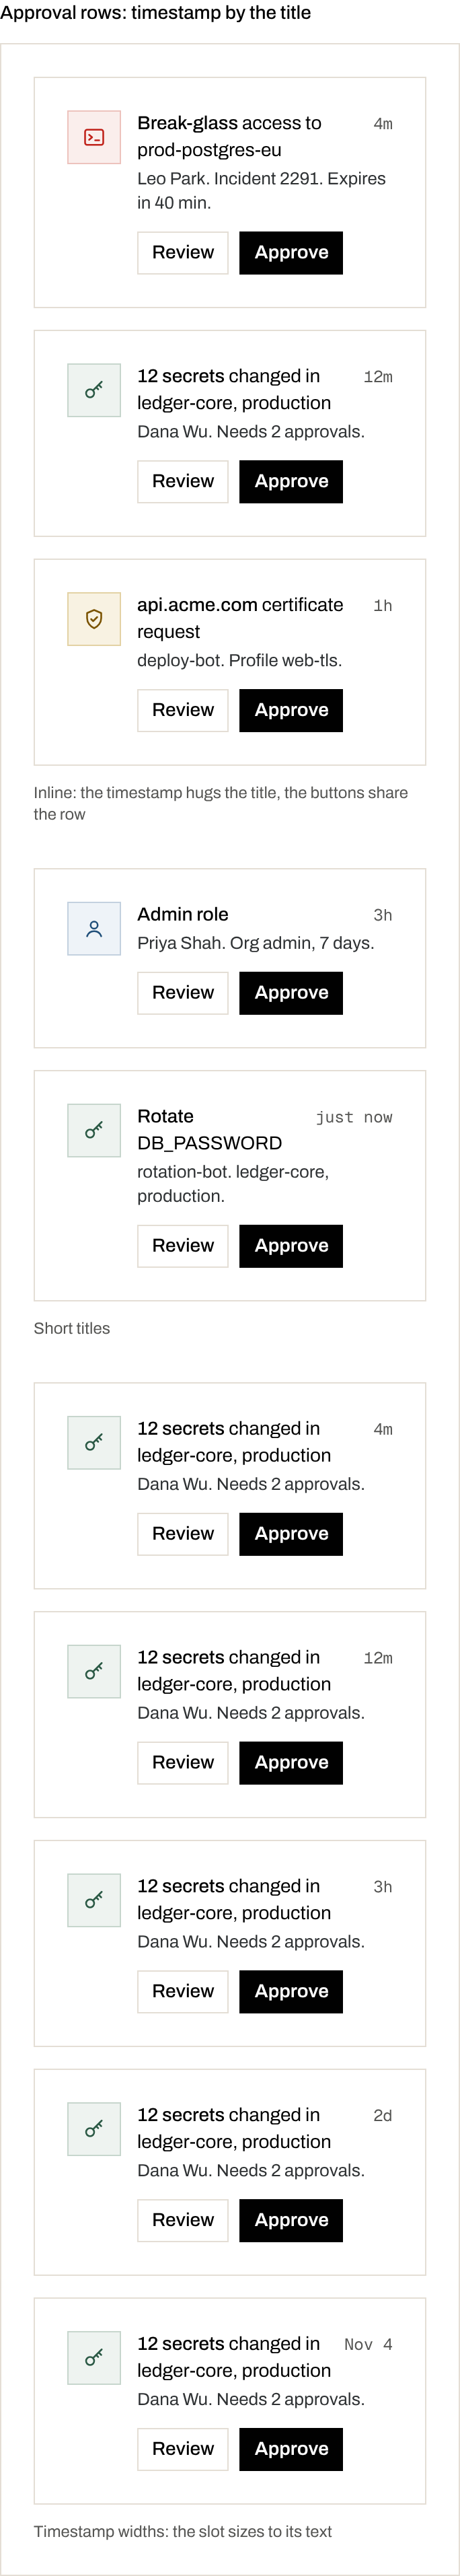 Approval rows: timestamp by the title
Break-glass access to 4m
prod-postgres-eu
Leo Park. Incident 2291. Expires
in 40 min.
Review Approve
12 secrets changed in 12m
ledger-core, production
Dana Wu. Needs 2 approvals.
Review Approve
api.acme.com certificate 1h
request
deploy-bot. Profile web-tls.
Review Approve
Inline: the timestamp hugs the title, the buttons share
the row
Admin role 3h
Priya Shah. Org admin, 7 days.
Review Approve
Rotate just now
DB_PASSWORD
rotation-bot. ledger-core,
production.
Review Approve
Short titles
12 secrets changed in 4m
ledger-core, production
Dana Wu. Needs 2 approvals.
Review Approve
12 secrets changed in 12m
ledger-core, production
Dana Wu. Needs 2 approvals.
Review Approve
12 secrets changed in 3h
ledger-core, production
Dana Wu. Needs 2 approvals.
Review Approve
12 secrets changed in 2d
ledger-core, production
Dana Wu. Needs 2 approvals.
Review Approve
12 secrets changed in Nov 4
ledger-core, production
Dana Wu. Needs 2 approvals.
Review Approve
Timestamp widths: the slot sizes to its text